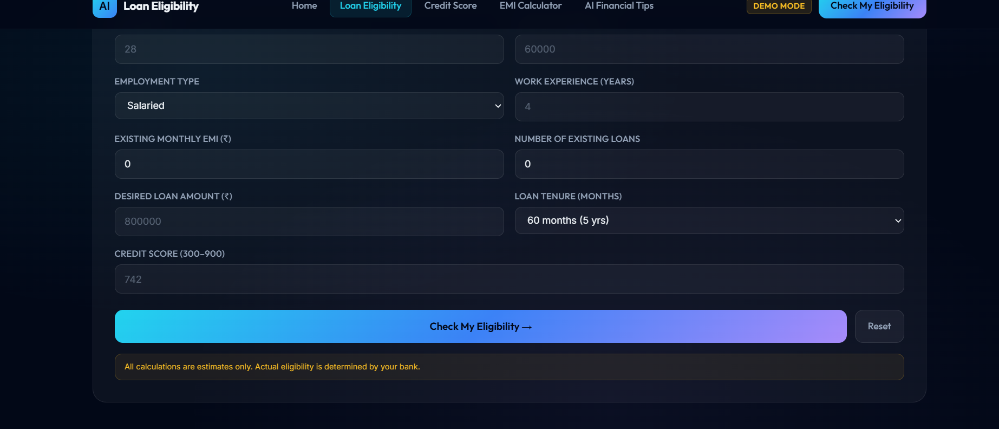 AI Loan Eligibility Home Loan Eligibility Credit Score EMI Calculator AI Financial Tips DEMO MODE Check My Eligibility
28 60000
EMPLOYMENT TYPE WORK EXPERIENCE (YEARS)
Salaried 4
EXISTING MONTHLY EMI (₹) NUMBER OF EXISTING LOANS
0 0
DESIRED LOAN AMOUNT (₹) LOAN TENURE (MONTHS)
800000 60 months (5 yrs)
CREDIT SCORE (300–900)
742
Check My Eligibility → Reset
All calculations are estimates only. Actual eligibility is determined by your bank.